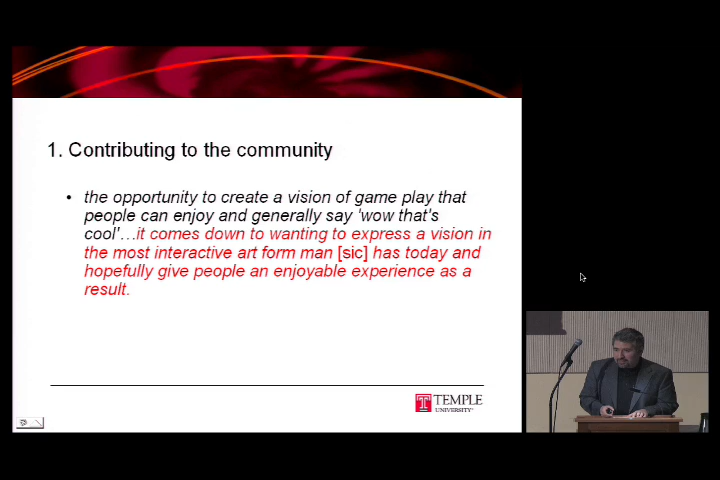 1. Contributing to the community
• the opportunity to create a vision of game play that
people can enjoy and generally say 'wow that's
cool'…it comes down to wanting to express a vision in
the most interactive art form man [sic] has today and
hopefully give people an enjoyable experience as a
result.
TEMPLE
UNIVERSITY®